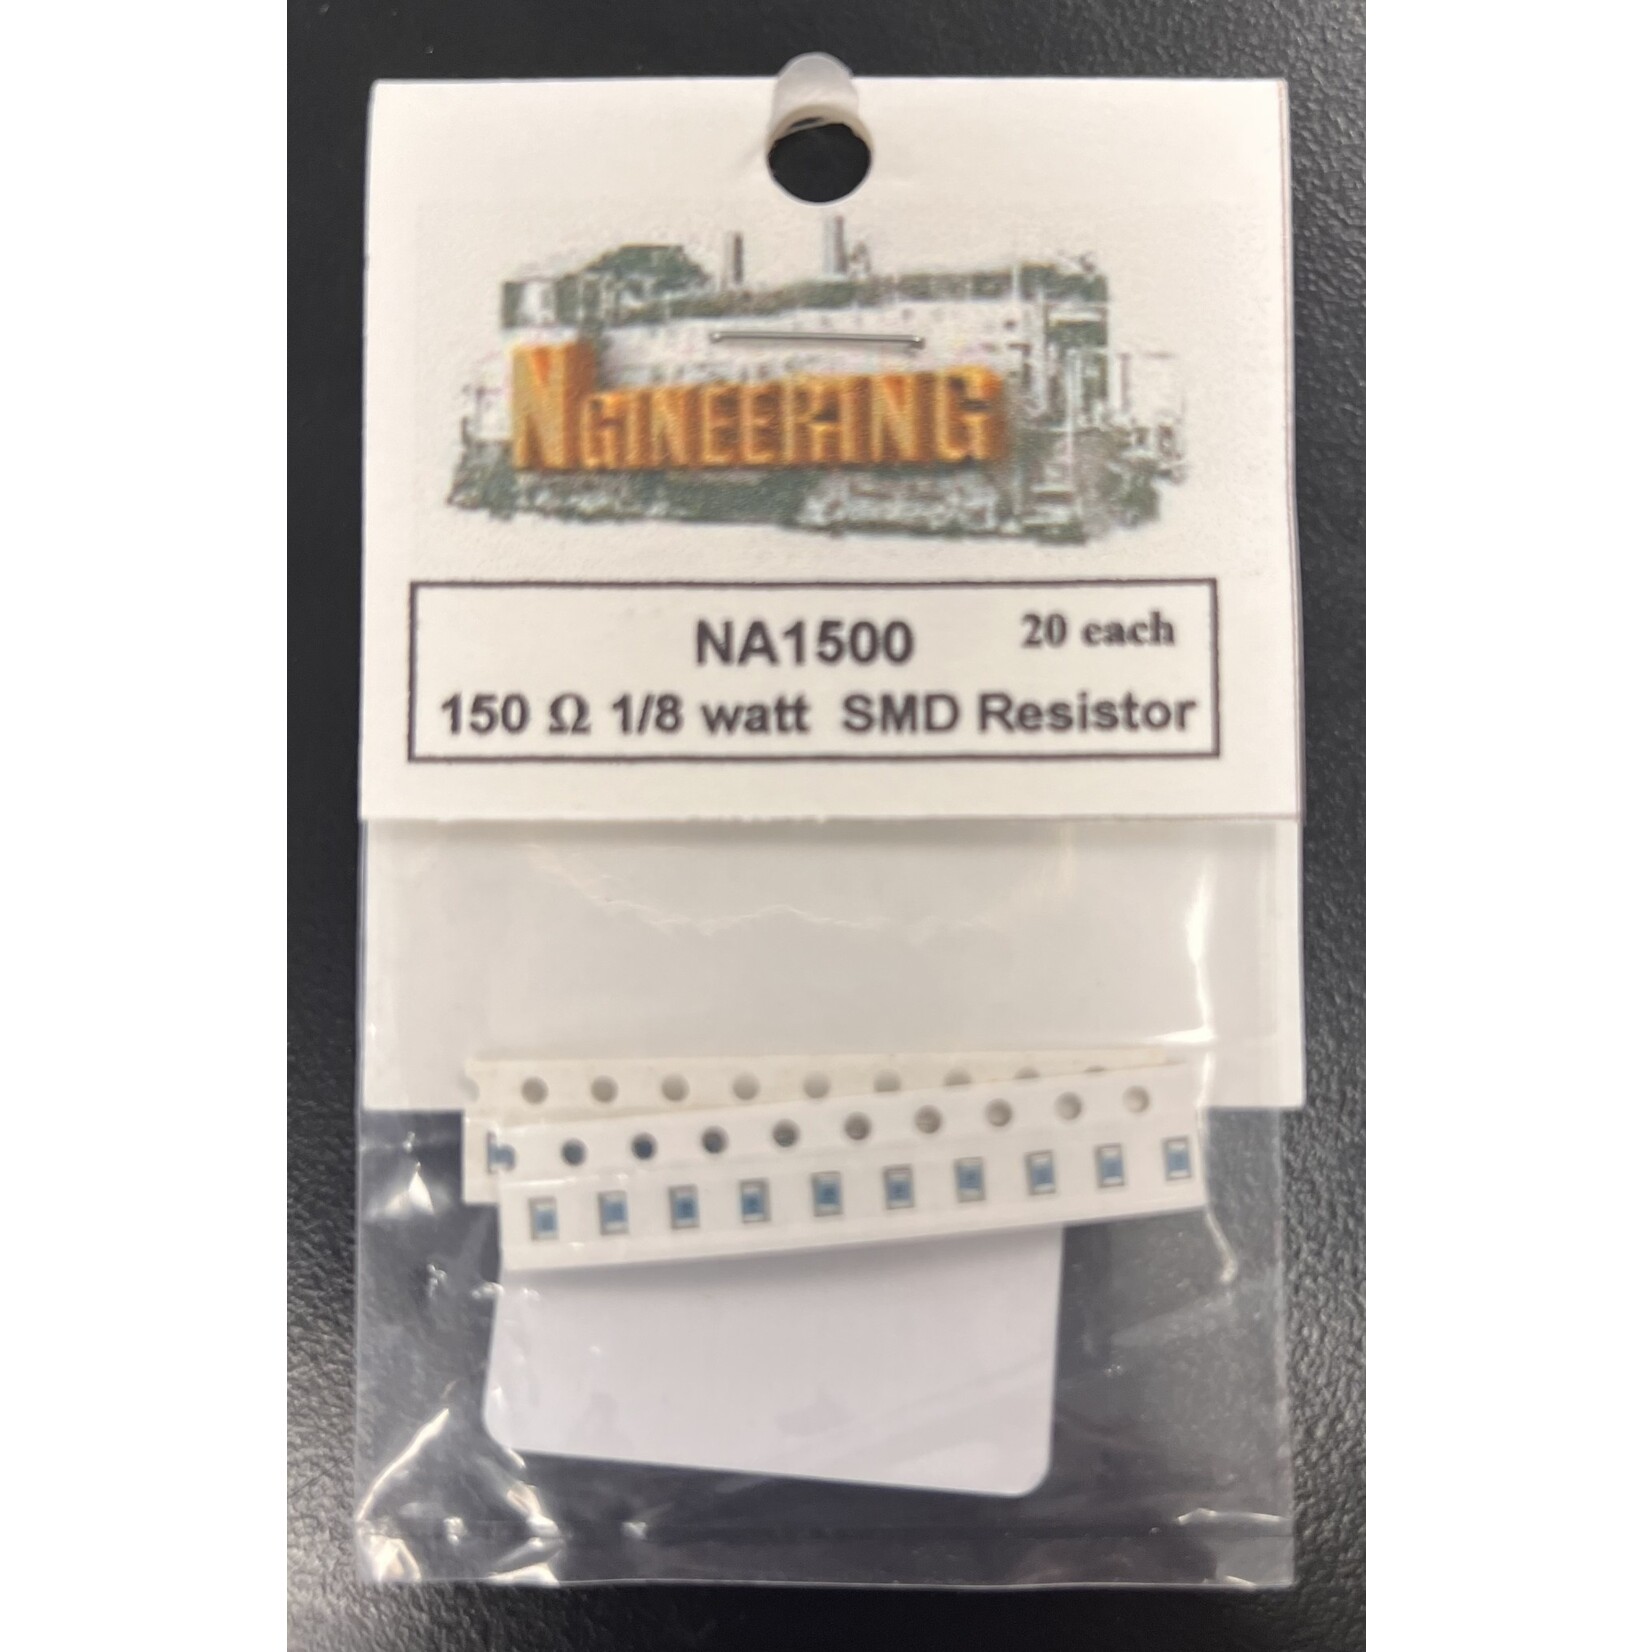 NGINEERING
NA1500 20 each
150 Ω 1/8 watt SMD Resistor